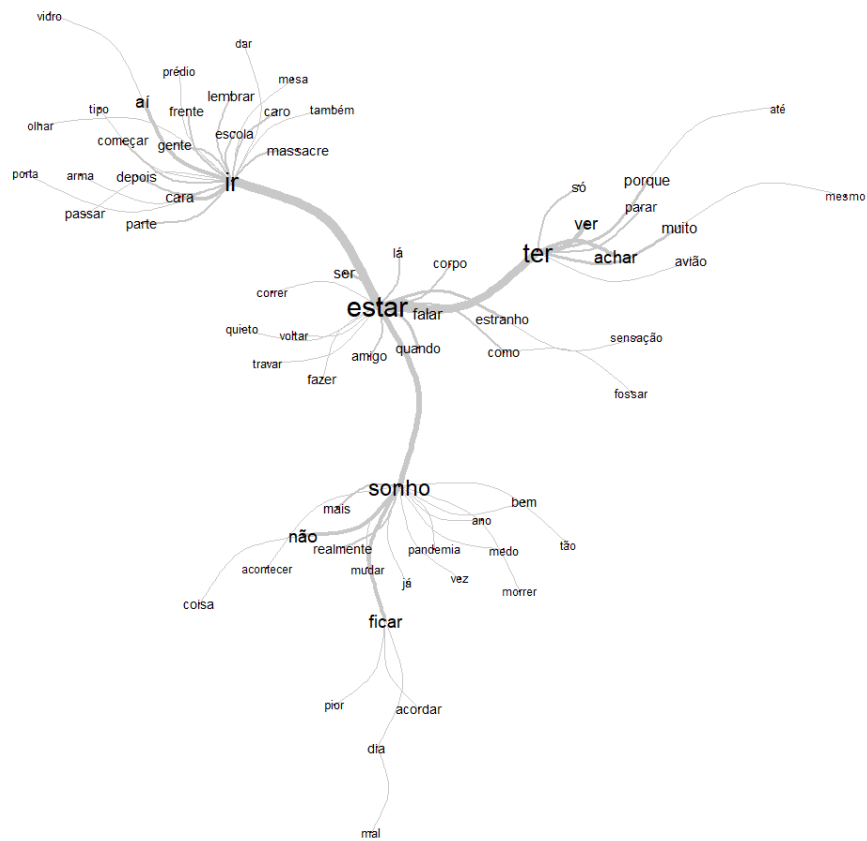 vidro
dar
prédio
mesa
lembrar
aí
tipo
frente
caro
também
até
olhar
escola
começar
gente
massacre
porta
arma
depois
ir
cara
só
porque
passar
parte
parar
ver
muito
mesmo
lá
ter
achar
avião
ser
corpo
correr
estar
falar
estranho
quieto
voltar
sensação
travar
amigo
quando
como
fazer
fossar
sonho
mais
bem
ano
não
tão
realmente
pandemia
medo
acontecer
mudar
já
vez
morrer
coisa
ficar
pior
acordar
dia
mal